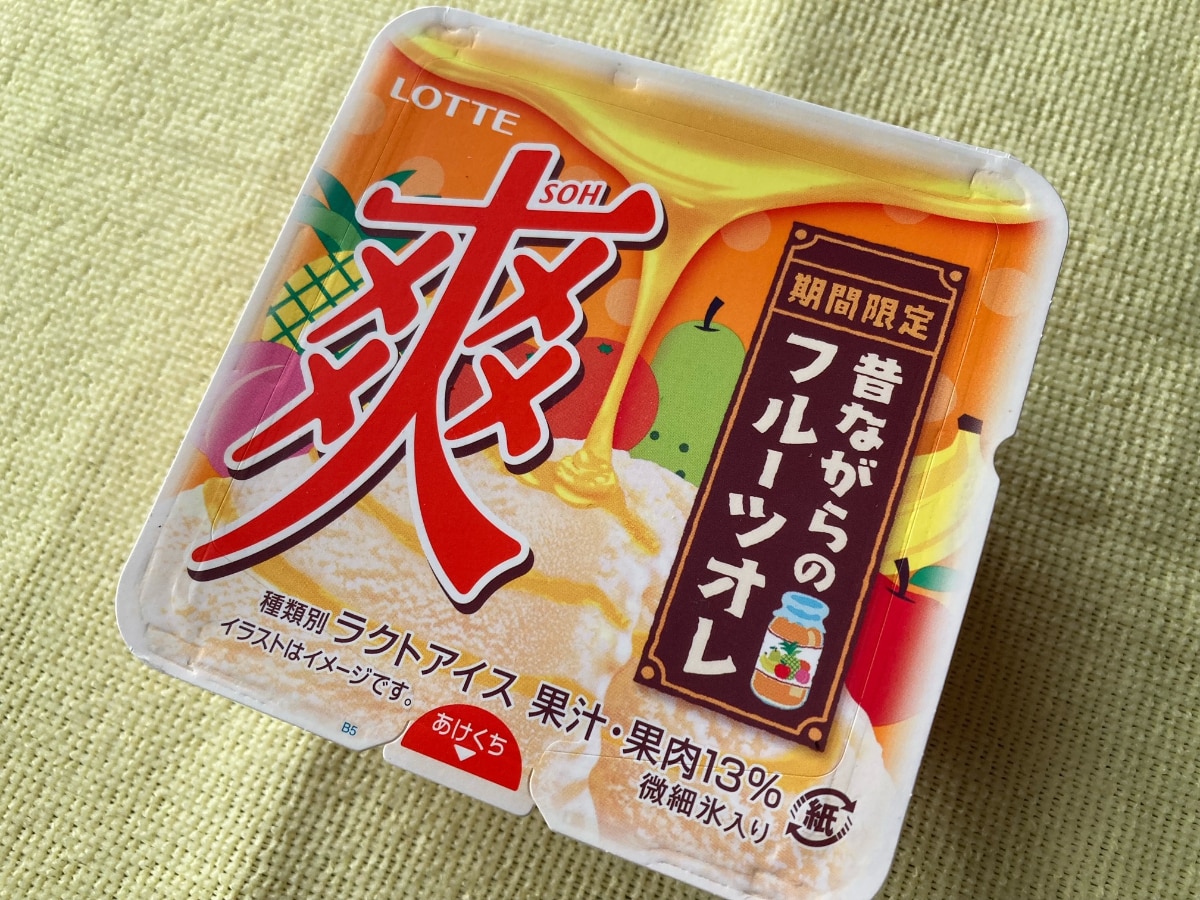 LOTTE
爽
SOH
期間限定
昔ながらの
フルーツオレ
種類別 ラクトアイス 果汁・果肉13%
イラストはイメージです。
微細氷入り
B5
あけくち
紙